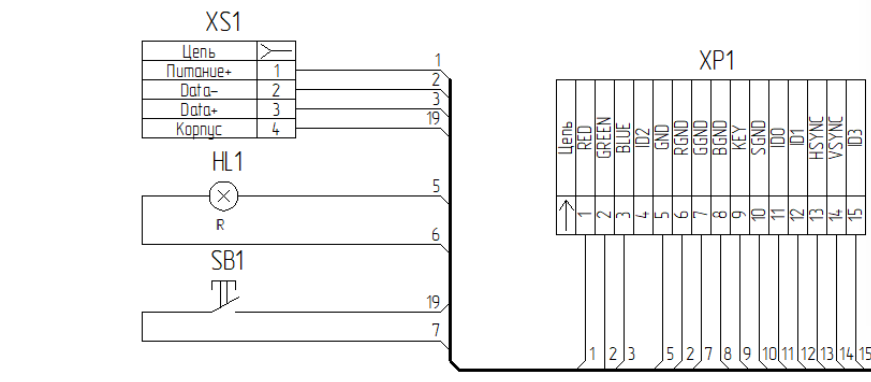 XS1
Цепь
Питание+ 1
Data- 2
Data+ 3
Корпус 4
1
2
3
19
HL1
R
5
6
SB1
19
7
XP1
Цепь
RED
GREEN
BLUE
ID2
GND
RGND
GGND
BGND
KEY
SGND
ID0
ID1
HSYNC
VSYNC
ID3
1 2 3 4 5 6 7 8 9 10 11 12 13 14 15
1 2 3 5 2 7 8 9 10 11 12 13 14 15